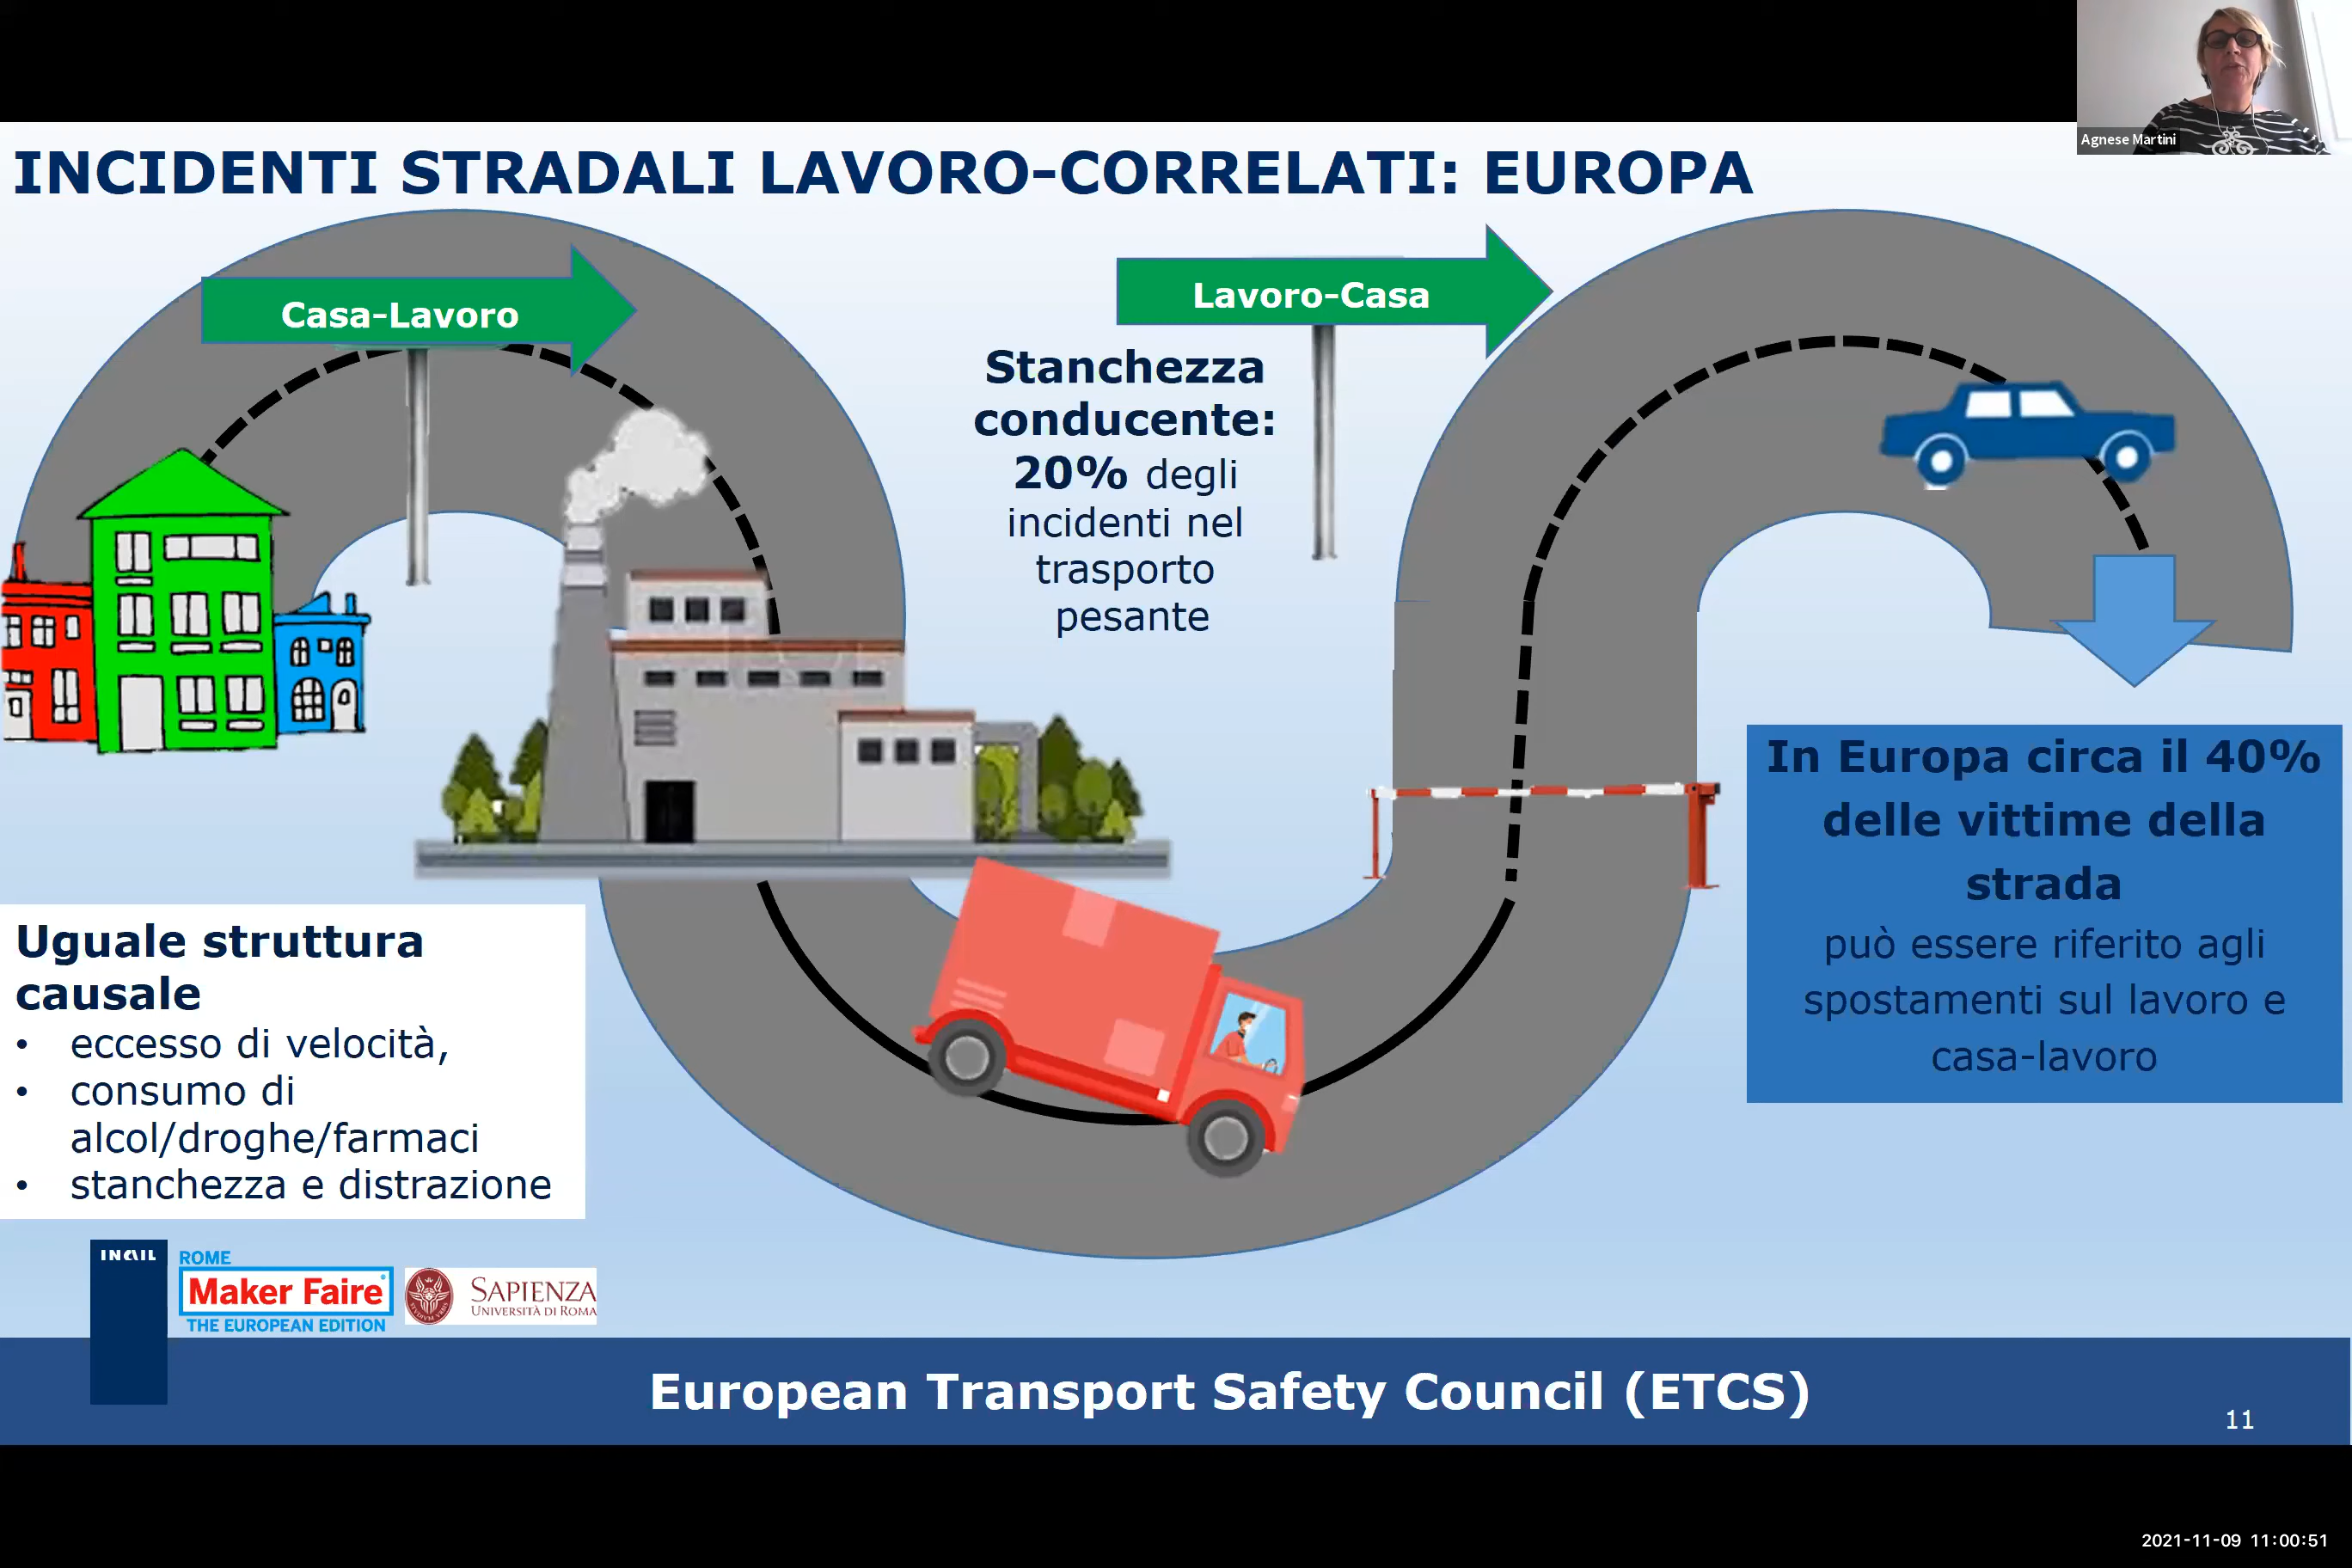 Agnese Martini
INCIDENTI STRADALI LAVORO-CORRELATI: EUROPA
Casa-Lavoro
Lavoro-Casa
Stanchezza
conducente:
20% degli
incidenti nel
trasporto
pesante
In Europa circa il 40%
delle vittime della
strada
può essere riferito agli
spostamenti sul lavoro e
casa-lavoro
Uguale struttura
causale
• eccesso di velocità,
• consumo di
alcol/droghe/farmaci
• stanchezza e distrazione
INAIL
ROME
Maker Faire
THE EUROPEAN EDITION
SAPIENZA
UNIVERSITÀ DI ROMA
European Transport Safety Council (ETCS)
11
2021-11-09 11:00:51